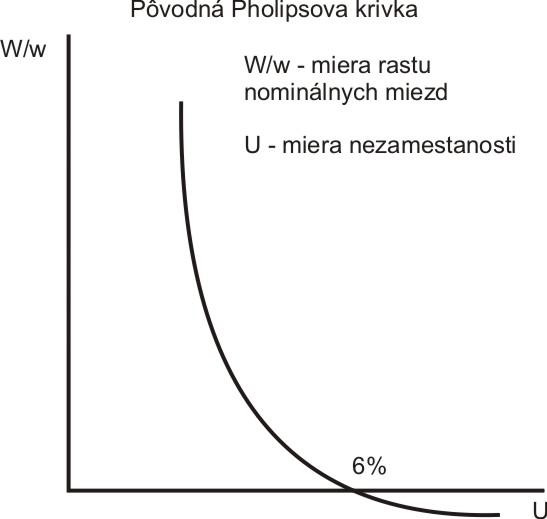 Pôvodná Pholipsova krivka
W/w
W/w - miera rastu
nominálnych miezd
U - miera nezamestanosti
6%
U